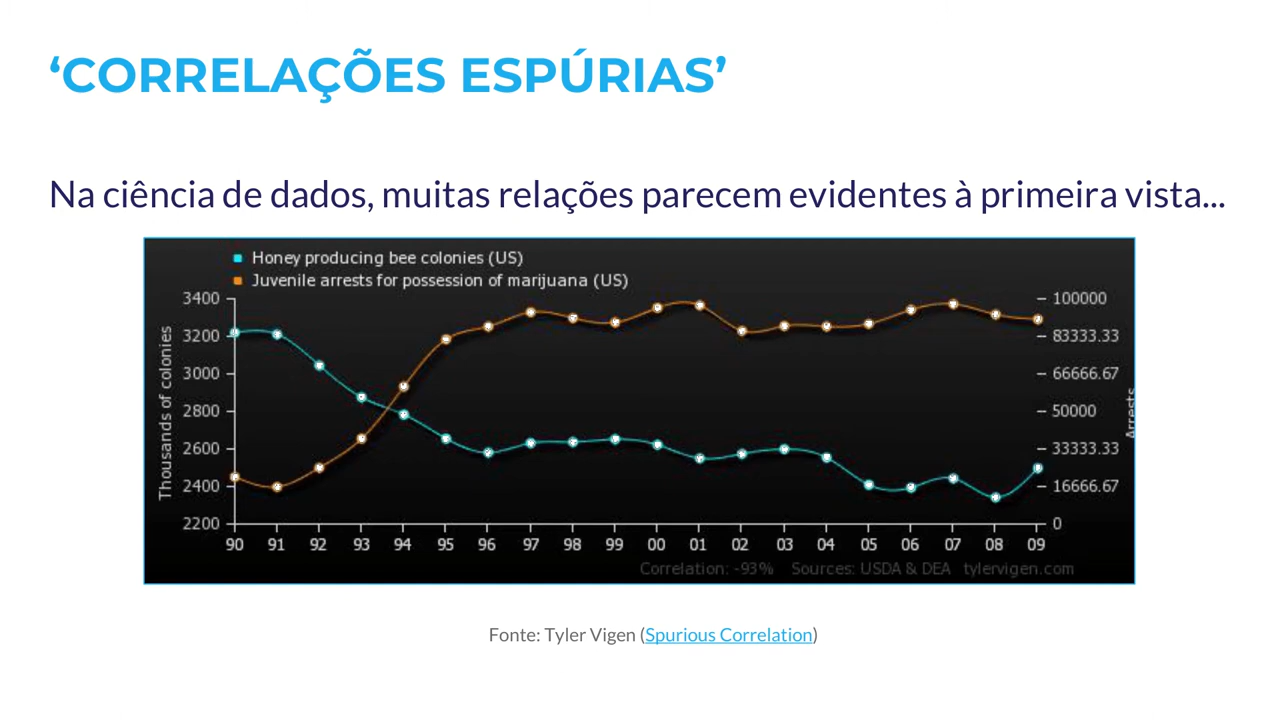 ‘CORRELAÇÕES ESPÚRIAS’
Na ciência de dados, muitas relações parecem evidentes à primeira vista...
Honey producing bee colonies (US)
Juvenile arrests for possession of marijuana (US)
Thousands of colonies
3400
3200
3000
2800
2600
2400
2200
100000
83333.33
66666.67
50000
33333.33
16666.67
0
Arrests
90 91 92 93 94 95 96 97 98 99 00 01 02 03 04 05 06 07 08 09
Correlation: -93% Sources: USDA & DEA tylervigen.com
Fonte: Tyler Vigen (Spurious Correlation)